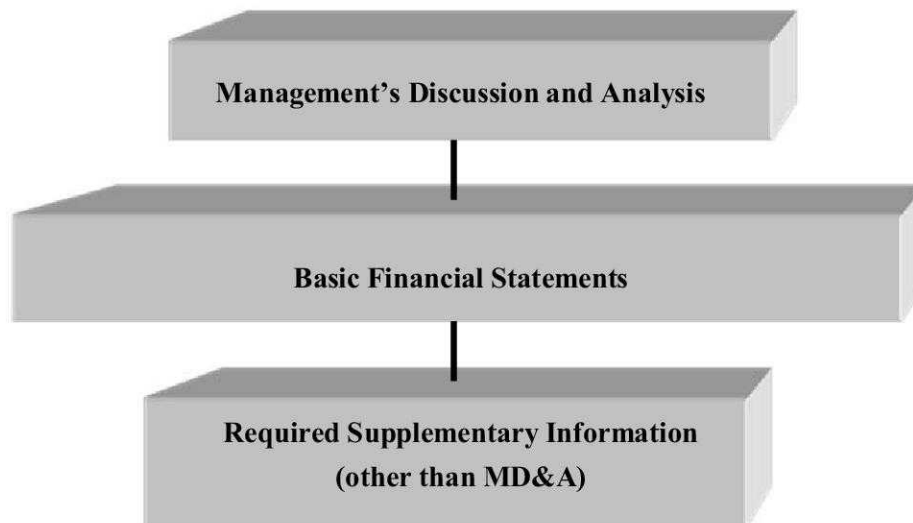 Management’s Discussion and Analysis
Basic Financial Statements
Required Supplementary Information
(other than MD&A)